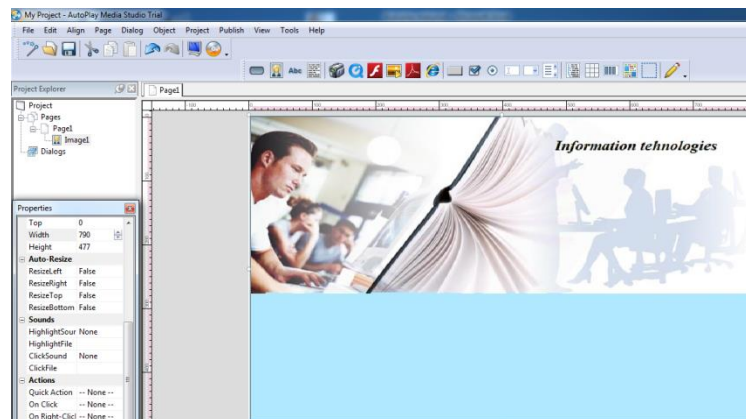 My Project - AutoPlay Media Studio Trial
File Edit Align Page Dialog Object Project Publish View Tools Help
Abc
Project Explorer
Page1
Project
Pages
Page1
Image1
Dialogs
Information tehnologies
Properties
Top 0
Width 790
Height 477
Auto-Resize
ResizeLeft False
ResizeRight False
ResizeTop False
ResizeBottom False
Sounds
HighlightSour None
HighlightFile
ClickSound None
ClickFile
Actions
Quick Action -- None --
On Click -- None --
On Right-Clicl -- None --